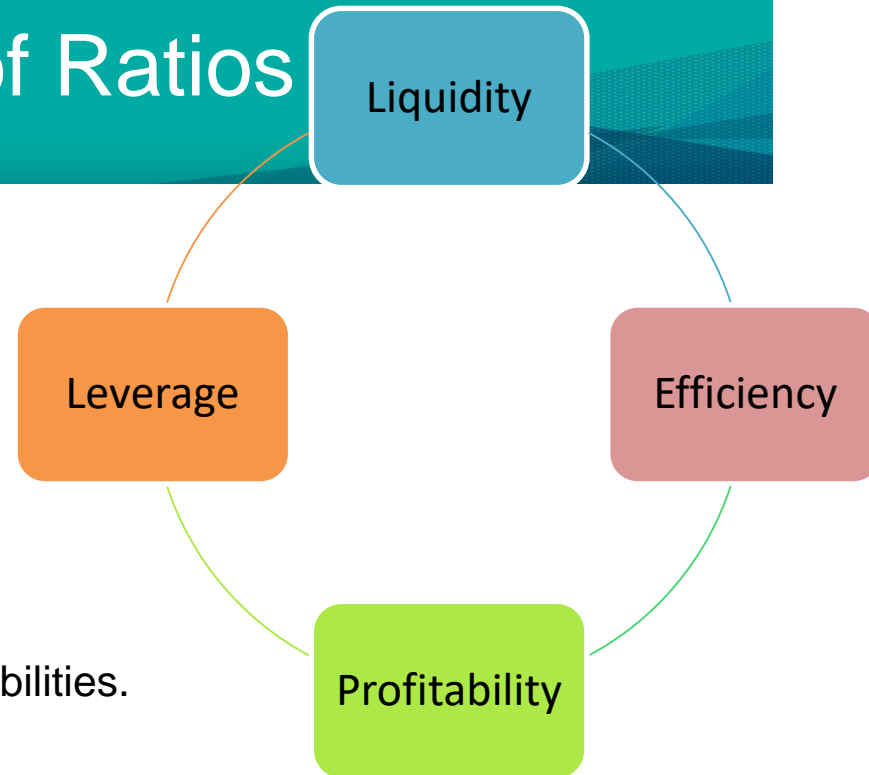 of Ratios
Liquidity
Leverage
Efficiency
bilities.
Profitability